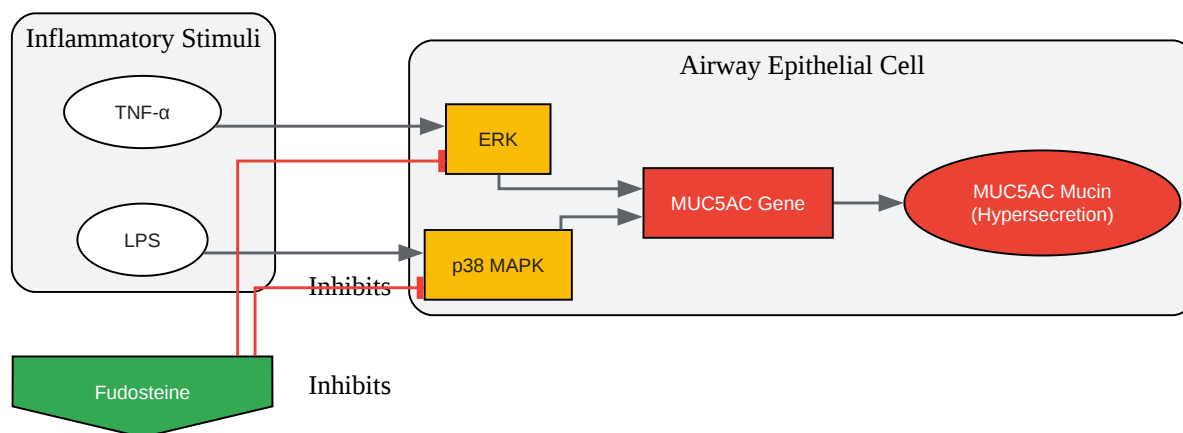 Inflammatory Stimuli
TNF-α
LPS
Airway Epithelial Cell
ERK
p38 MAPK
MUC5AC Gene
MUC5AC Mucin
(Hypersecretion)
Inhibits
Fudosteine
Inhibits